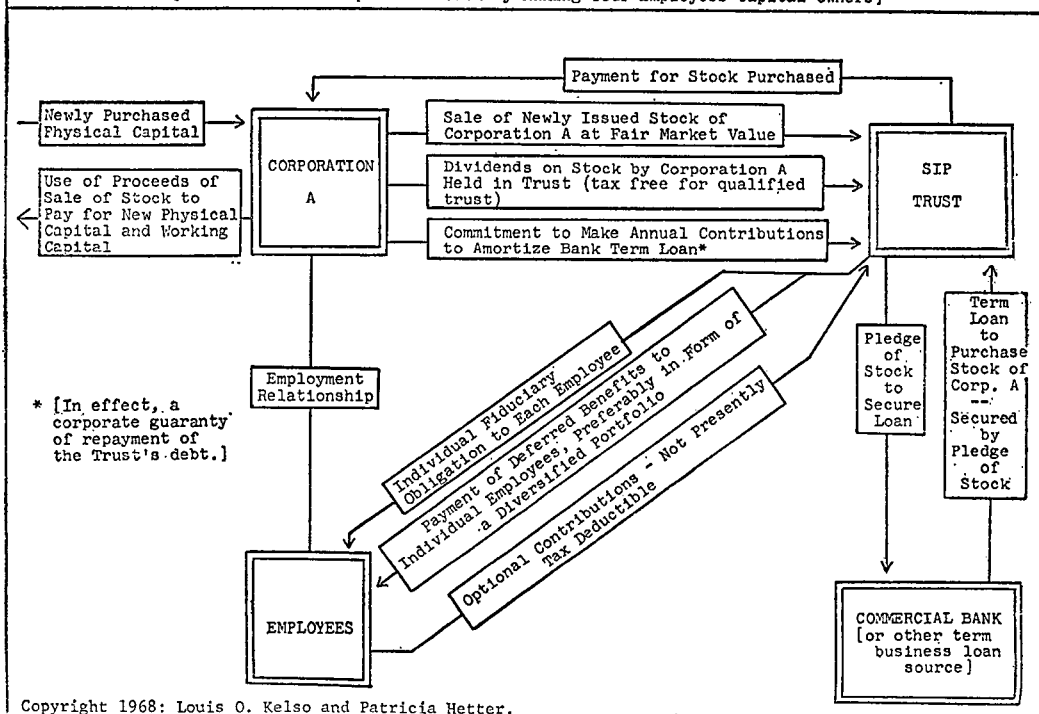 Payment for Stock Purchased
Newly Purchased
Physical Capital
Sale of Newly Issued Stock of
Corporation A at Fair Market Value
CORPORATION
A
Dividends on Stock by Corporation A
Held in Trust (tax free for qualified
trust)
SIP
TRUST
Use of Proceeds of
Sale of Stock to
Pay for New Physical
Capital and Working
Capital
Commitment to Make Annual Contributions
to Amortize Bank Term Loan*
Employment
Relationship
* [In effect, a
corporate guaranty
of repayment of
the Trust's debt.]
Individual Fiduciary
Obligation to Each Employee
Payment of Deferred Benefits to
Individual Employees, Preferably in Form of
a Diversified Portfolio
Optional Contributions - Not Presently
Tax Deductible
Pledge
of
Stock
to
Secure
Loan
Term
Loan
to
Purchase
Stock of
Corp. A
--
Secured
by
Pledge
of
Stock
EMPLOYEES
COMMERCIAL BANK
[or other term
business loan
source]
Copyright 1968: Louis O. Kelso and Patricia Hetter.